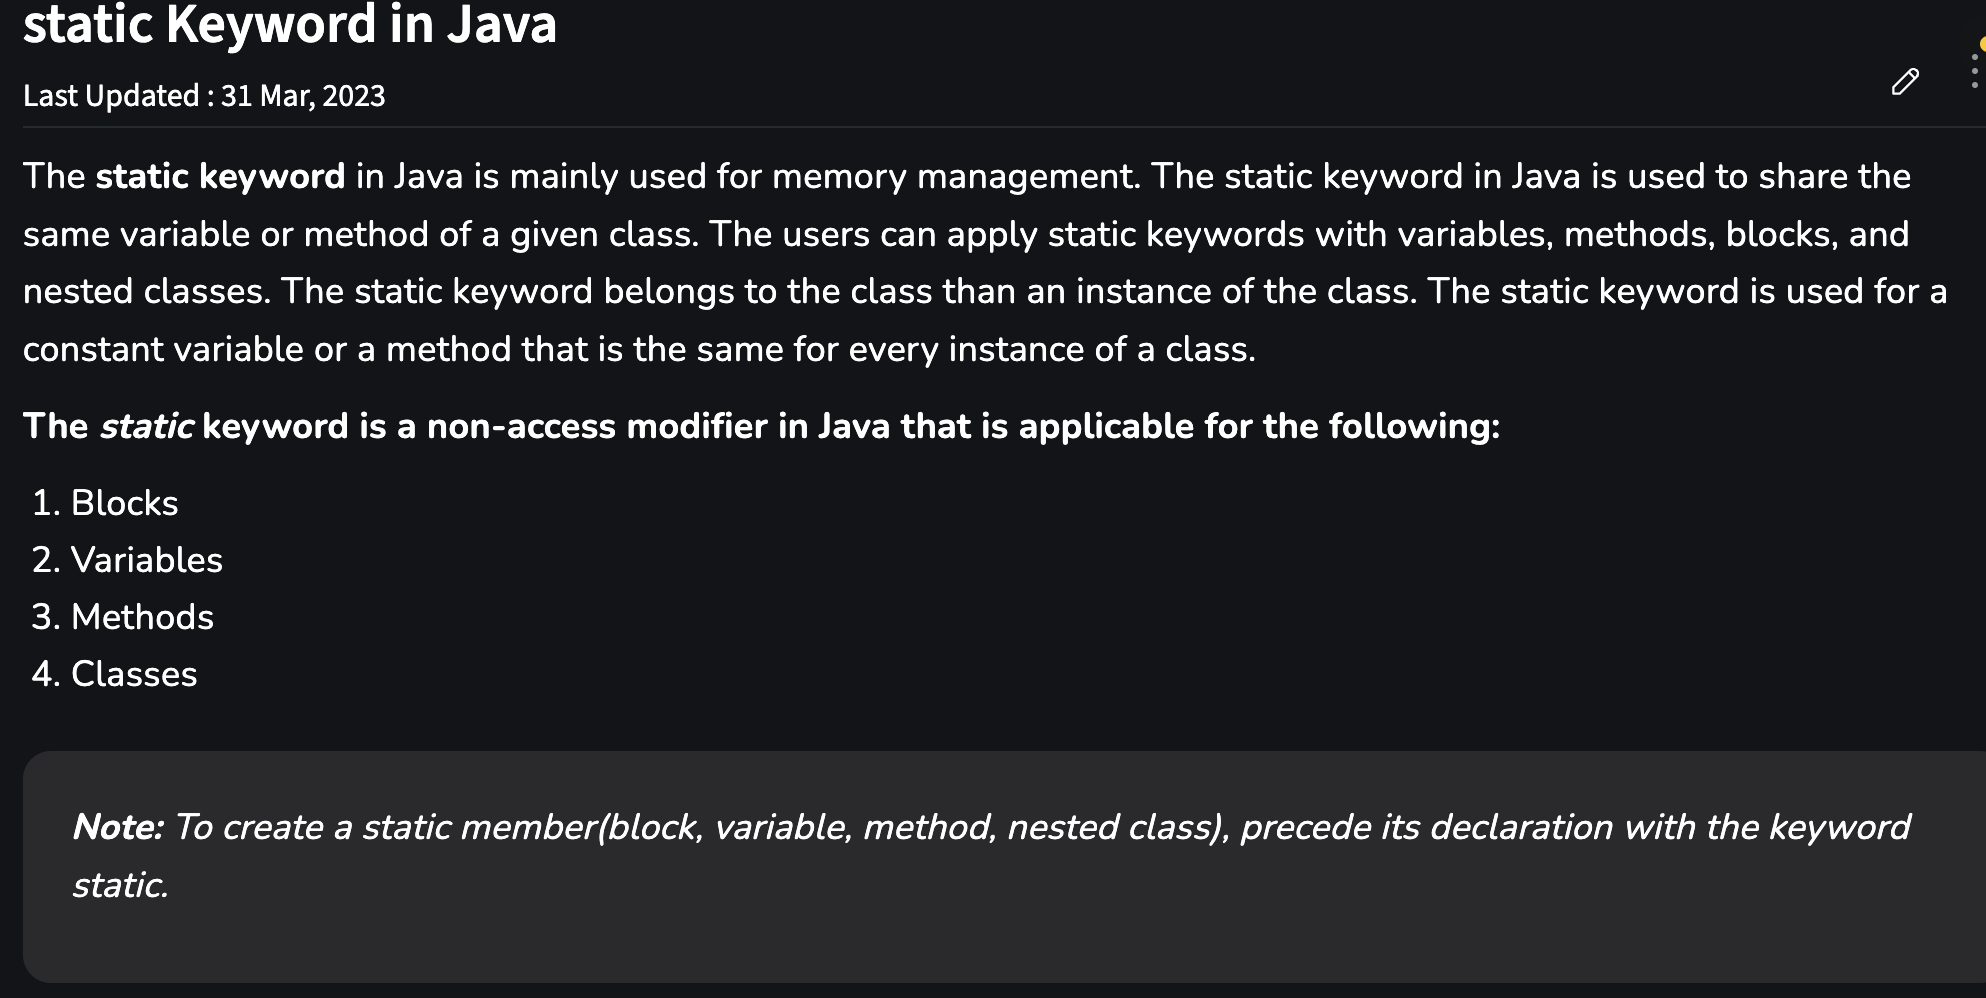 static Keyword in Java
Last Updated : 31 Mar, 2023
The static keyword in Java is mainly used for memory management. The static keyword in Java is used to share the
same variable or method of a given class. The users can apply static keywords with variables, methods, blocks, and
nested classes. The static keyword belongs to the class than an instance of the class. The static keyword is used for a
constant variable or a method that is the same for every instance of a class.
The static keyword is a non-access modifier in Java that is applicable for the following:
1. Blocks
2. Variables
3. Methods
4. Classes
Note: To create a static member(block, variable, method, nested class), precede its declaration with the keyword
static.